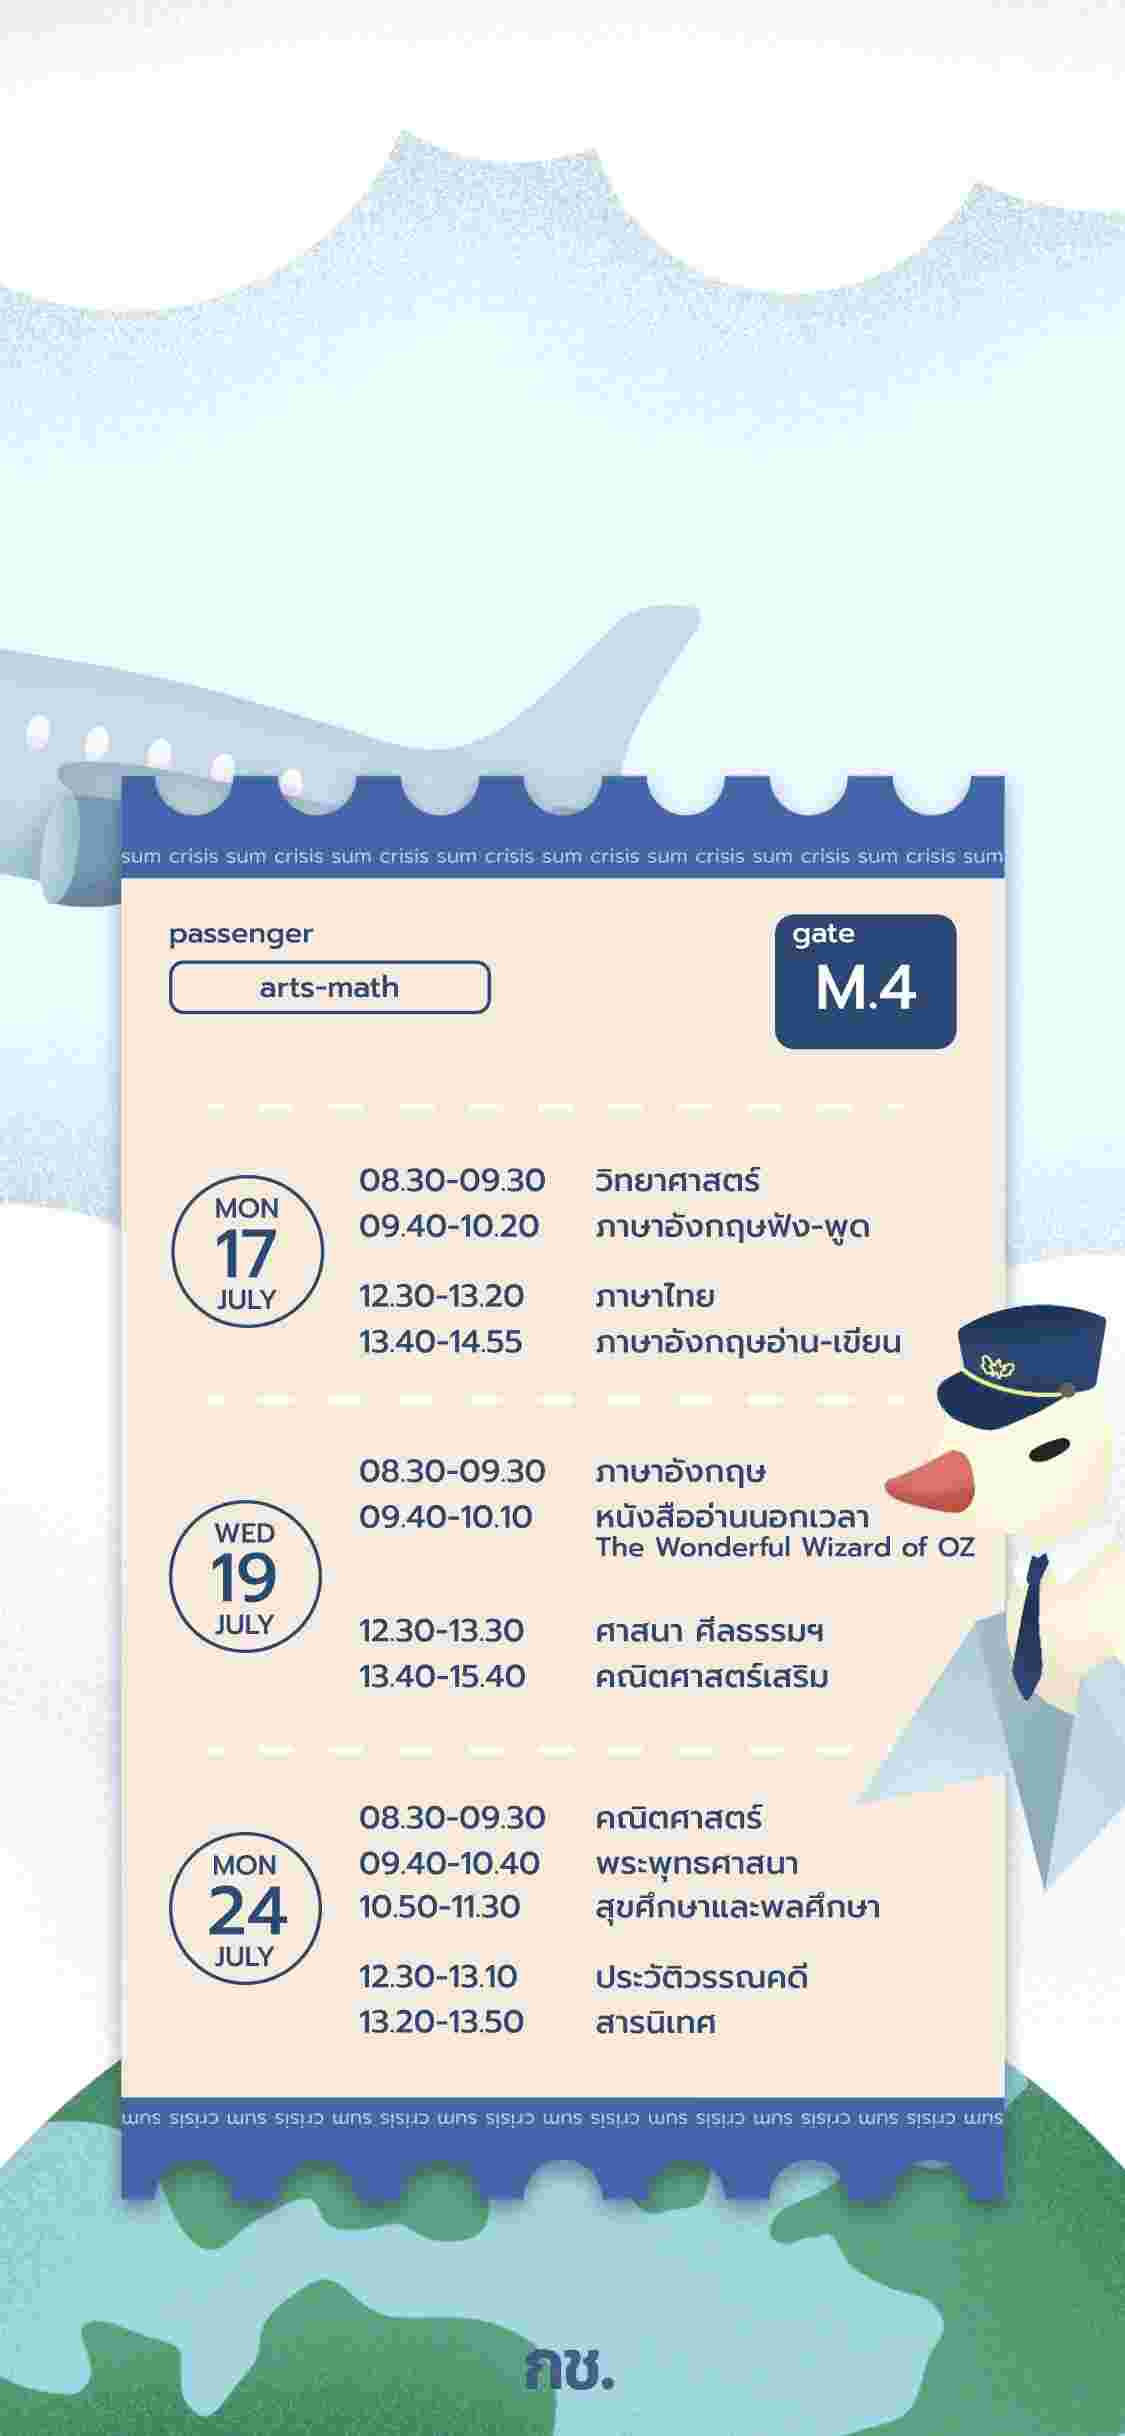 sum crisis sum crisis sum crisis sum crisis sum crisis sum crisis sum crisis sum crisis sum
passenger
arts-math
gate
M.4
MON
17
JULY
08.30-09.30 วิทยาศาสตร์
09.40-10.20 ภาษาอังกฤษฟัง-พูด
12.30-13.20 ภาษาไทย
13.40-14.55 ภาษาอังกฤษอ่าน-เขียน
WED
19
JULY
08.30-09.30 ภาษาอังกฤษ
09.40-10.10 หนังสืออ่านนอกเวลา
The Wonderful Wizard of OZ
12.30-13.30 ศาสนา ศีลธรรมฯ
13.40-15.40 คณิตศาสตร์เสริม
MON
24
JULY
08.30-09.30 คณิตศาสตร์
09.40-10.40 พระพุทธศาสนา
10.50-11.30 สุขศึกษาและพลศึกษา
12.30-13.10 ประวัติวรรณคดี
13.20-13.50 สารนิเทศ
sum crisis sum crisis sum crisis sum crisis sum crisis sum crisis sum crisis sum crisis sum
กช.